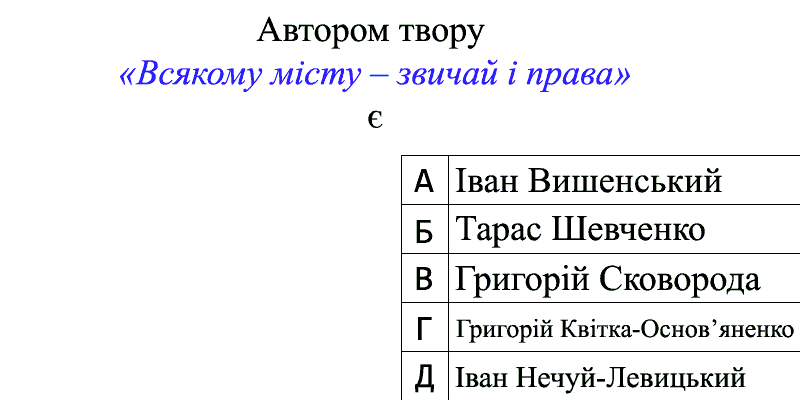 Автором твору
«Всякому місту – звичай і права»
є
А Іван Вишенський
Б Тарас Шевченко
В Григорій Сковорода
Г Григорій Квітка-Основ’яненко
Д Іван Нечуй-Левицький